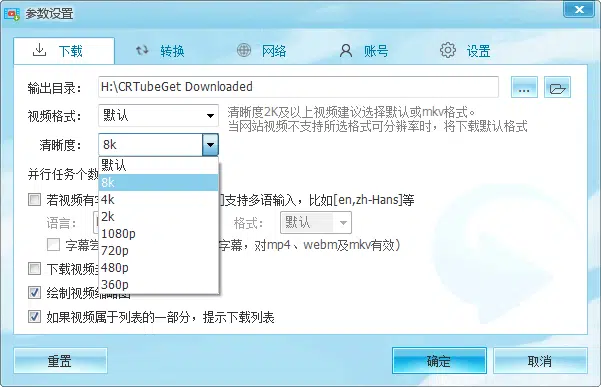 参数设置
下载 转换 网络 账号 设置
输出目录: H:\CRTubeGet Downloaded ...
视频格式: 默认
清晰度2K及以上视频建议选择默认或mkv格式。
当网站视频不支持所选格式可分辨率时，将下载默认格式
清晰度: 8k
默认
8k
4k
2k
1080p
720p
480p
360p
并行任务个数
若视频有 ]支持多语输入，比如[en,zh-Hans]等
语言: 格式: 默认
字幕 字幕，对mp4、webm及mkv有效)
下载视频
绘制视频缩略图
如果视频属于列表的一部分，提示下载列表
重置 确定 取消